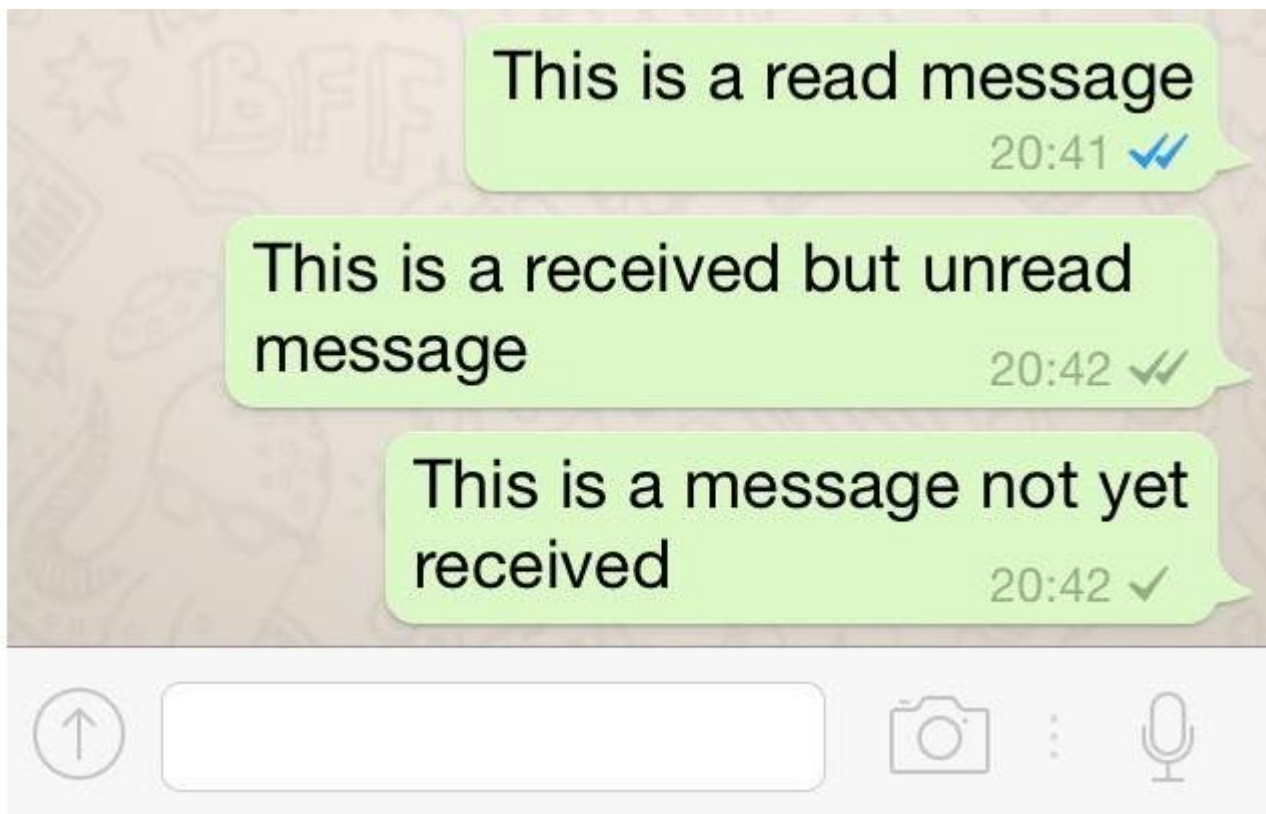 BFF
This is a read message
20:41
This is a received but unread
message
20:42
This is a message not yet
received
20:42